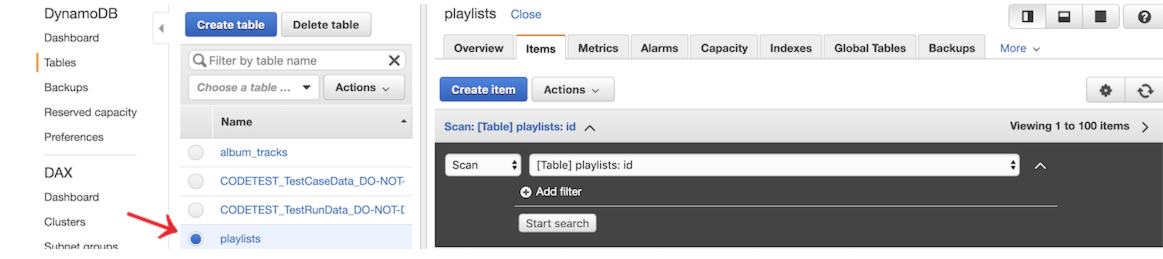 DynamoDB
Dashboard
Tables
Backups
Reserved capacity
Preferences
DAX
Dashboard
Clusters
Subnet groups
Create table
Delete table
Filter by table name
Choose a table ...
Actions
Name
album_tracks
CODETEST_TestCaseData_DO-NOT-
CODETEST_TestRunData_DO-NOT-D
playlists
playlists Close
Overview Items Metrics Alarms Capacity Indexes Global Tables Backups More
Create item Actions
Scan: [Table] playlists: id
Viewing 1 to 100 items
Scan [Table] playlists: id
Add filter
Start search